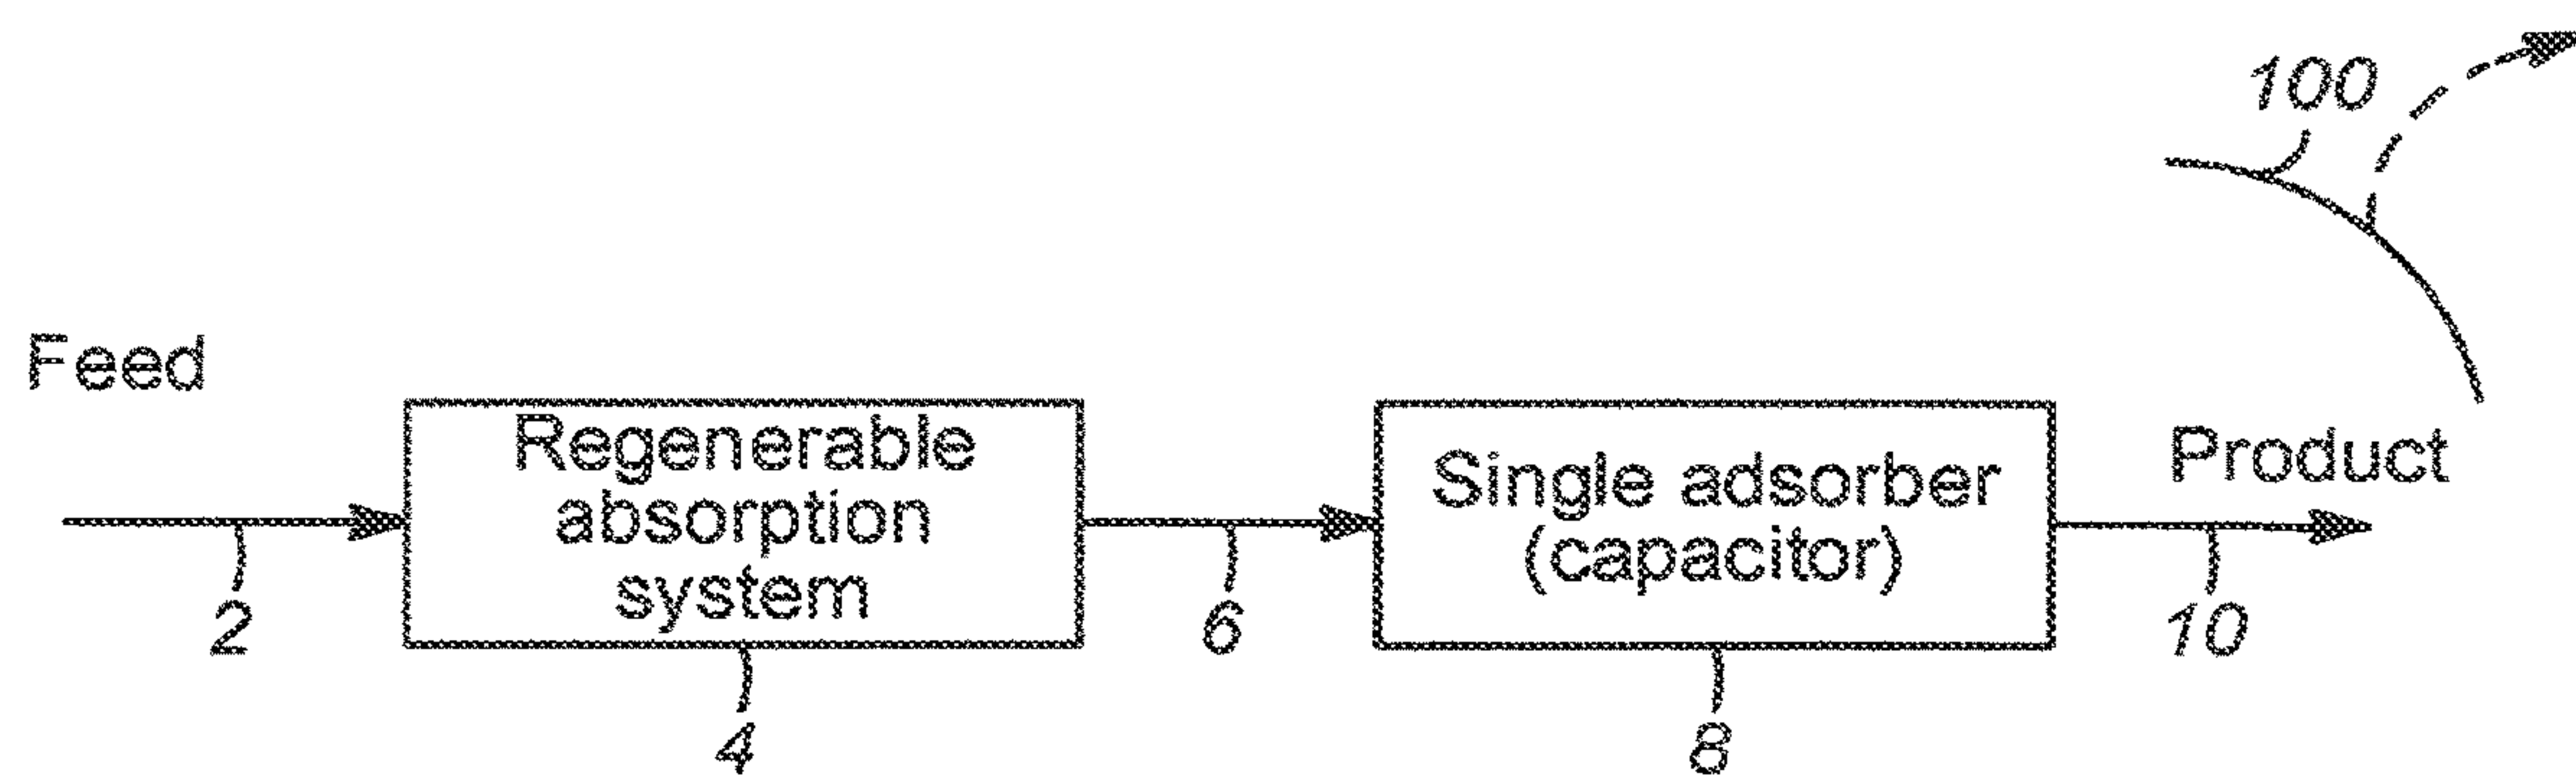 100
Feed
Regenerable
absorption
system
Single adsorber
(capacitor)
Product
2
6
10
4
8